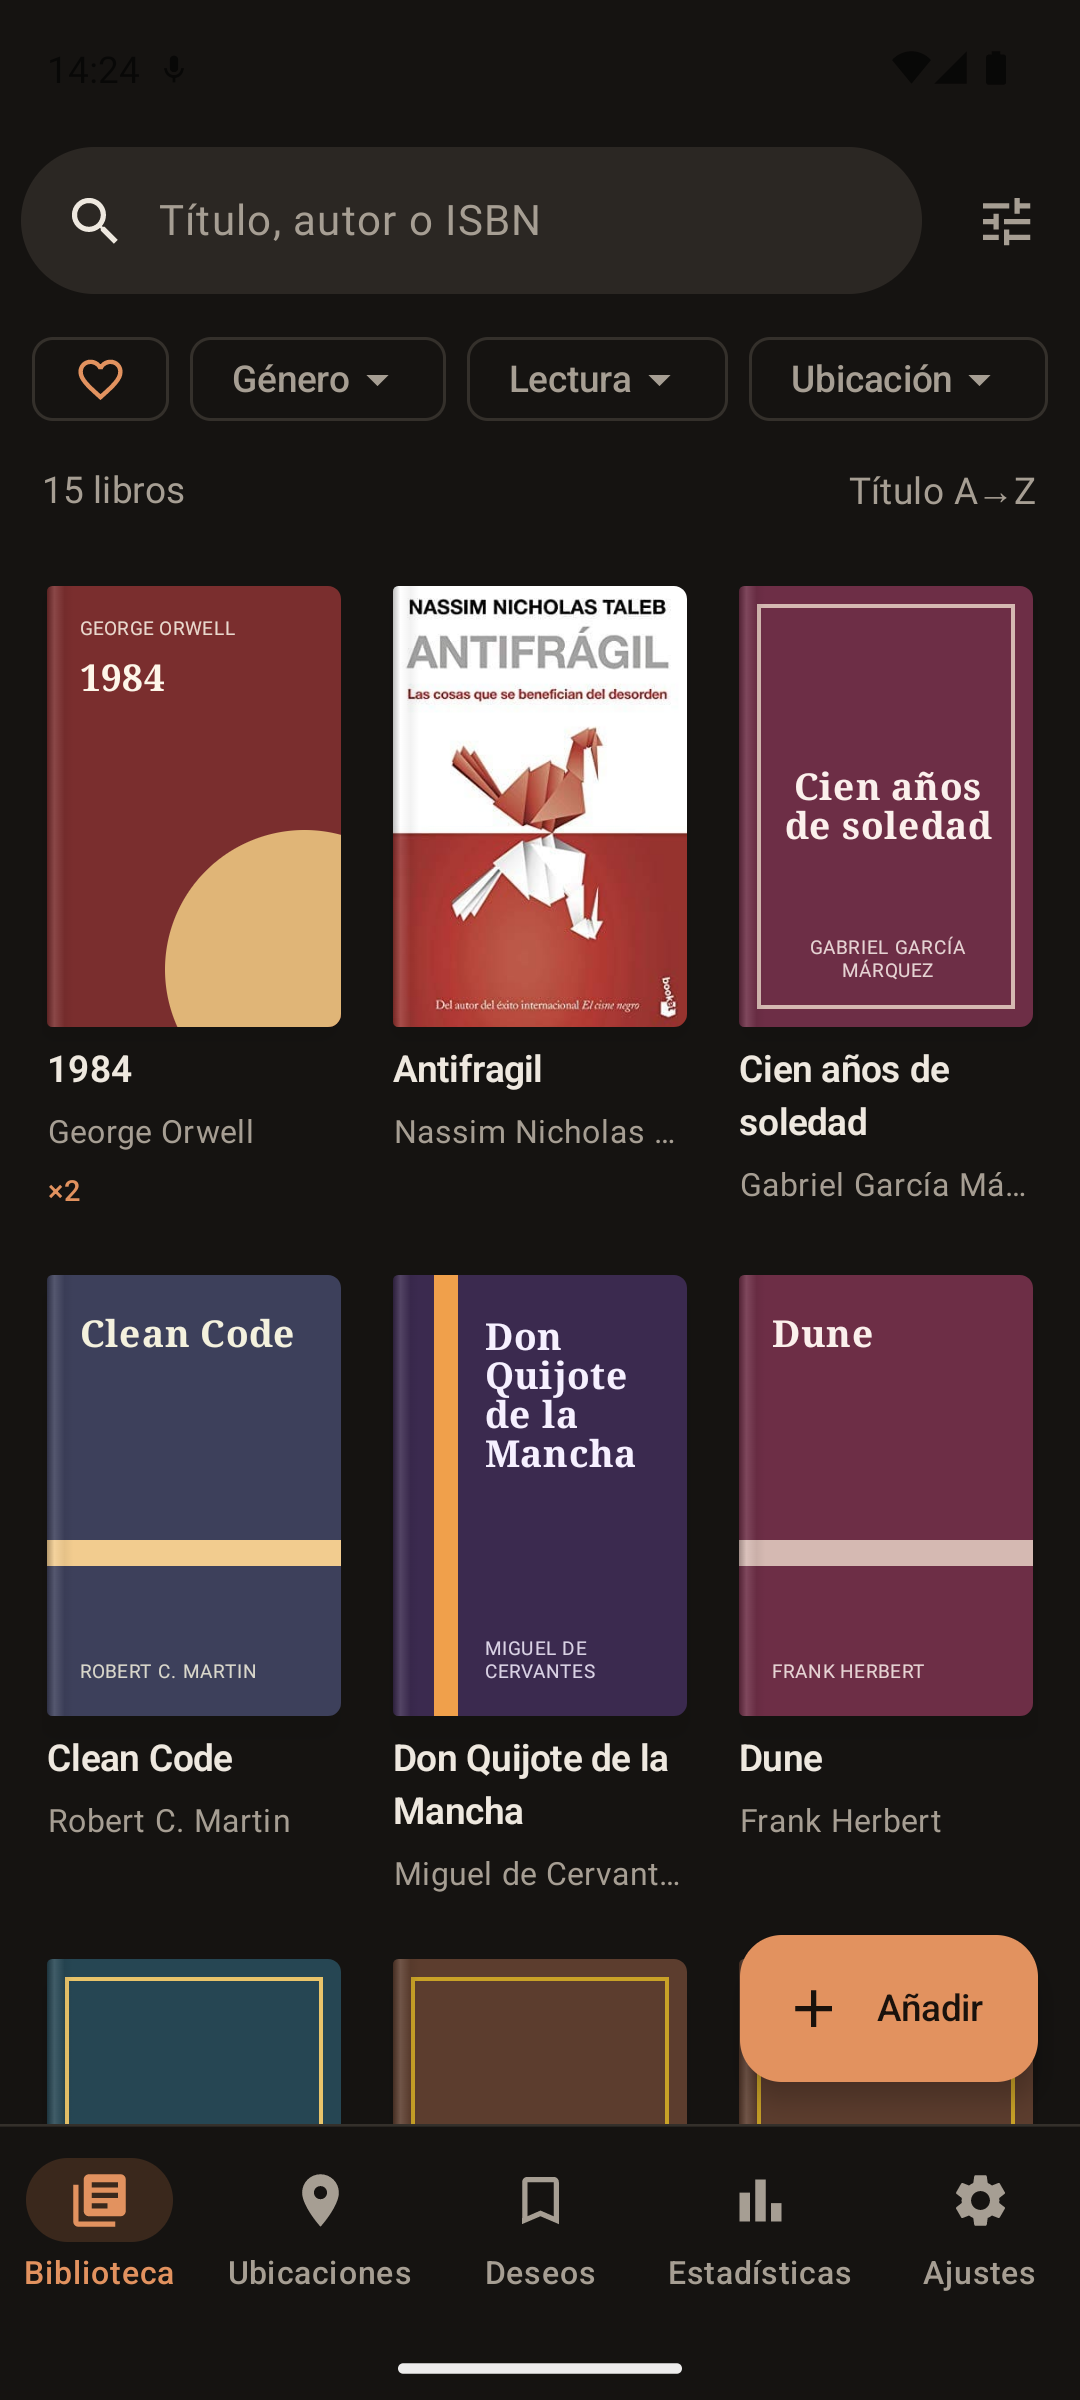 14:24
Título, autor o ISBN
Género
Lectura
Ubicación
15 libros
Título A→Z
GEORGE ORWELL
1984
NASSIM NICHOLAS TALEB
ANTIFRÁGIL
Las cosas que se benefician del desorden
Del autor del éxito internacional El cisne negro
booket
Cien años
de soledad
GABRIEL GARCÍA
MÁRQUEZ
1984
George Orwell
×2
Antifragil
Nassim Nicholas …
Cien años de
soledad
Gabriel García Má…
Clean Code
ROBERT C. MARTIN
Don
Quijote
de la
Mancha
MIGUEL DE
CERVANTES
Dune
FRANK HERBERT
Clean Code
Robert C. Martin
Don Quijote de la
Mancha
Miguel de Cervant…
Dune
Frank Herbert
Añadir
Biblioteca
Ubicaciones
Deseos
Estadísticas
Ajustes